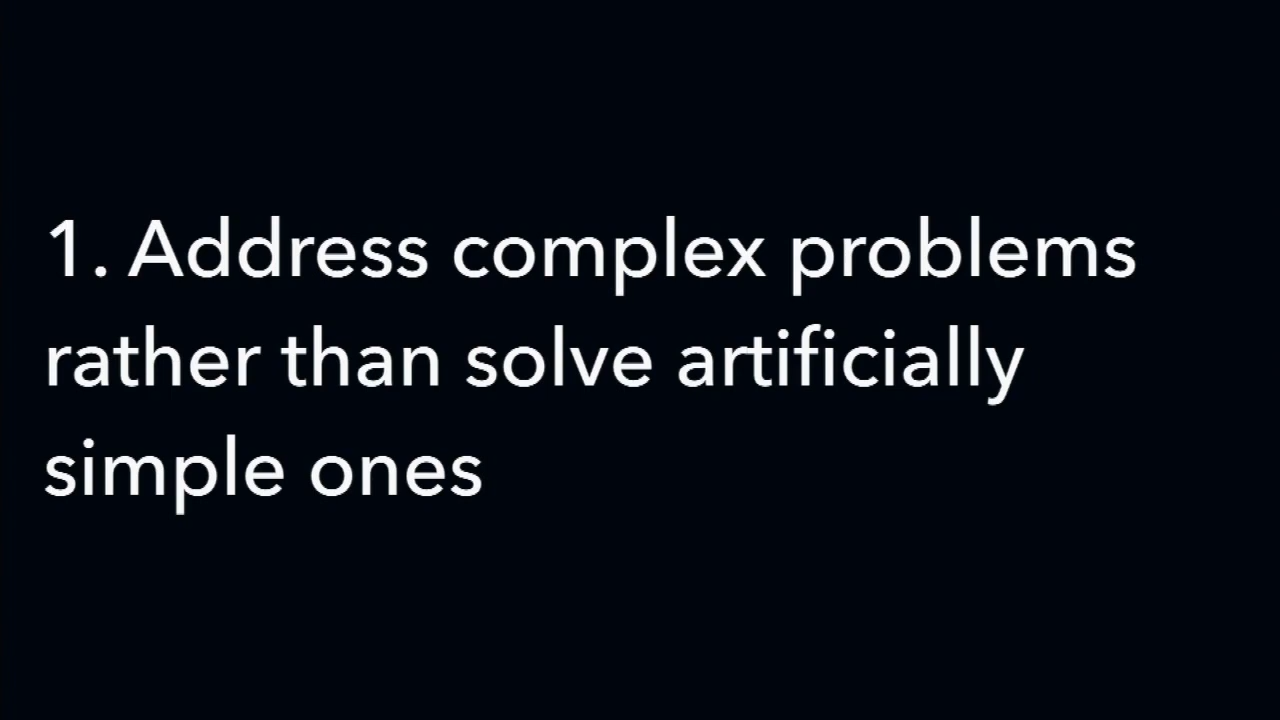 1. Address complex problems
rather than solve artificially
simple ones